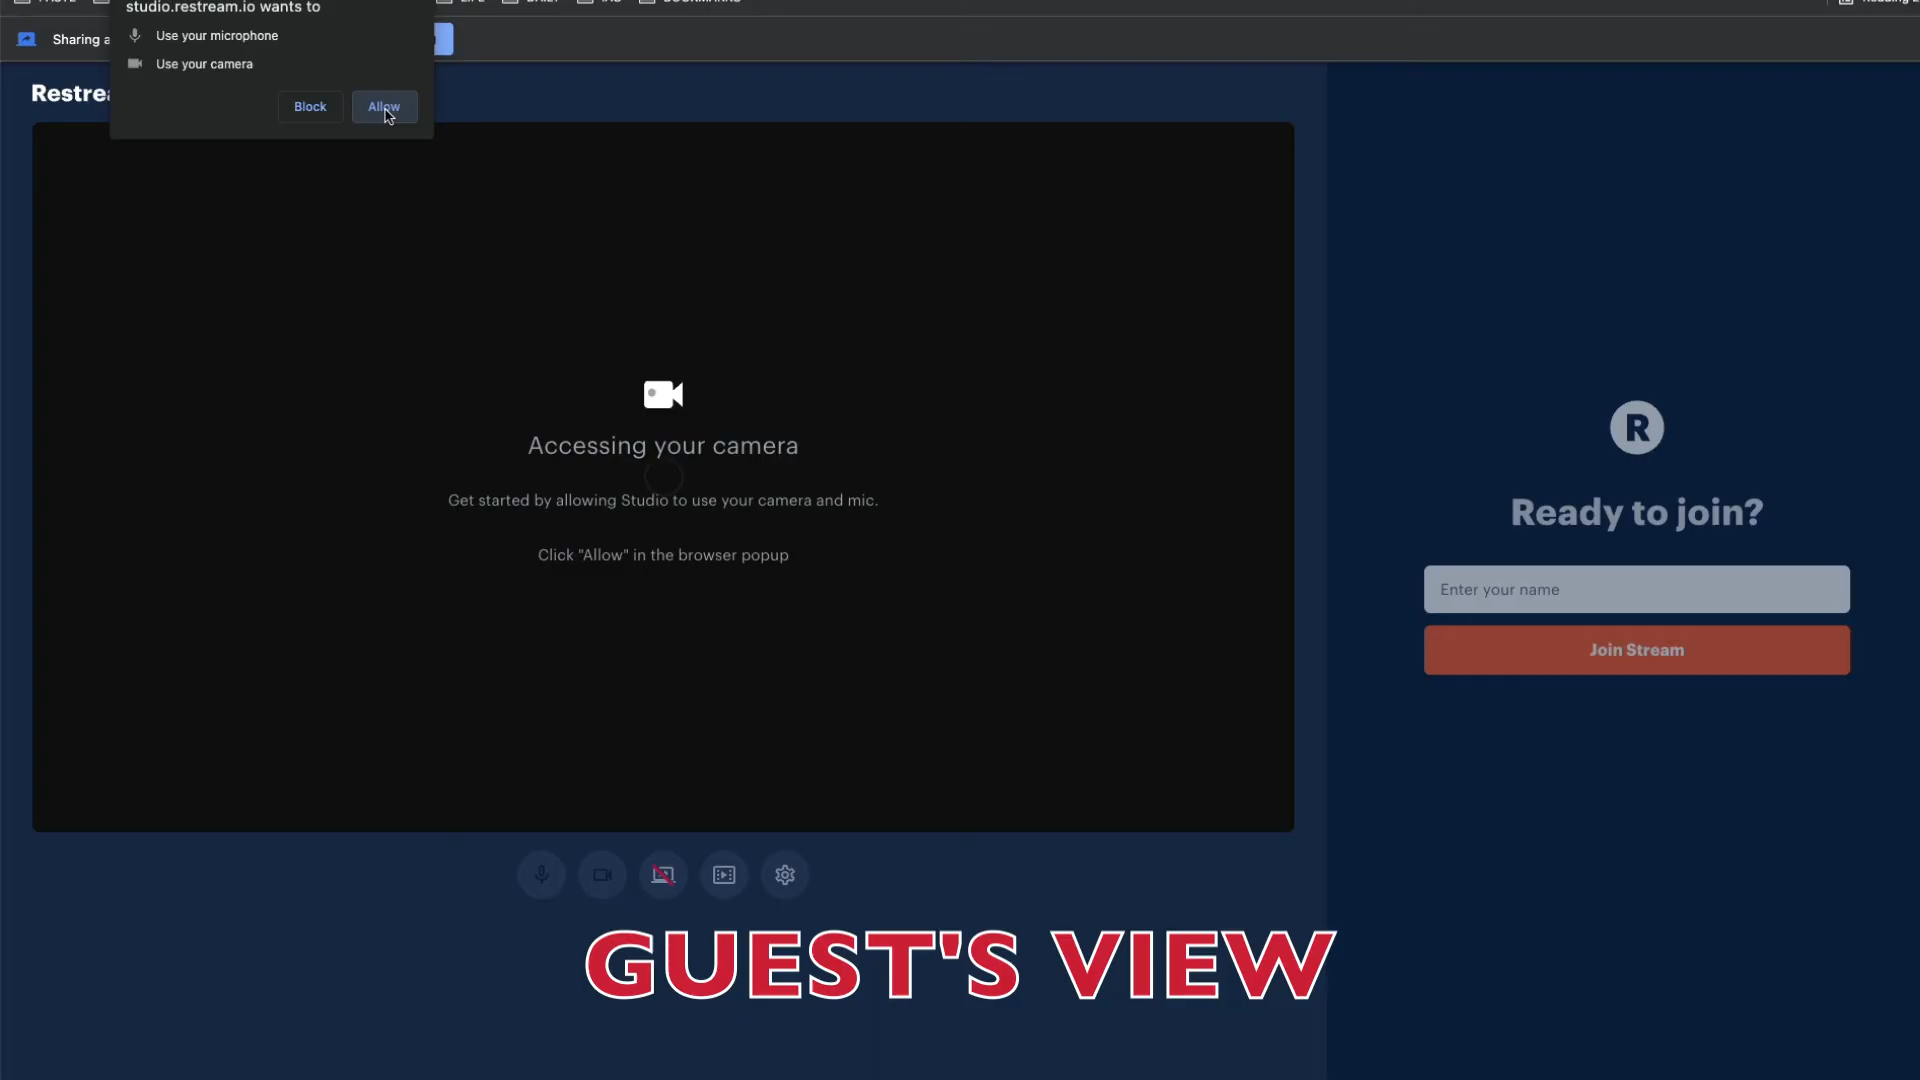 studio.restream.io wants to
Use your microphone
Use your camera
Block
Allow
Sharing a
Restrea
Accessing your camera
Get started by allowing Studio to use your camera and mic.
Click "Allow" in the browser popup
R
Ready to join?
Enter your name
Join Stream
GUEST'S VIEW